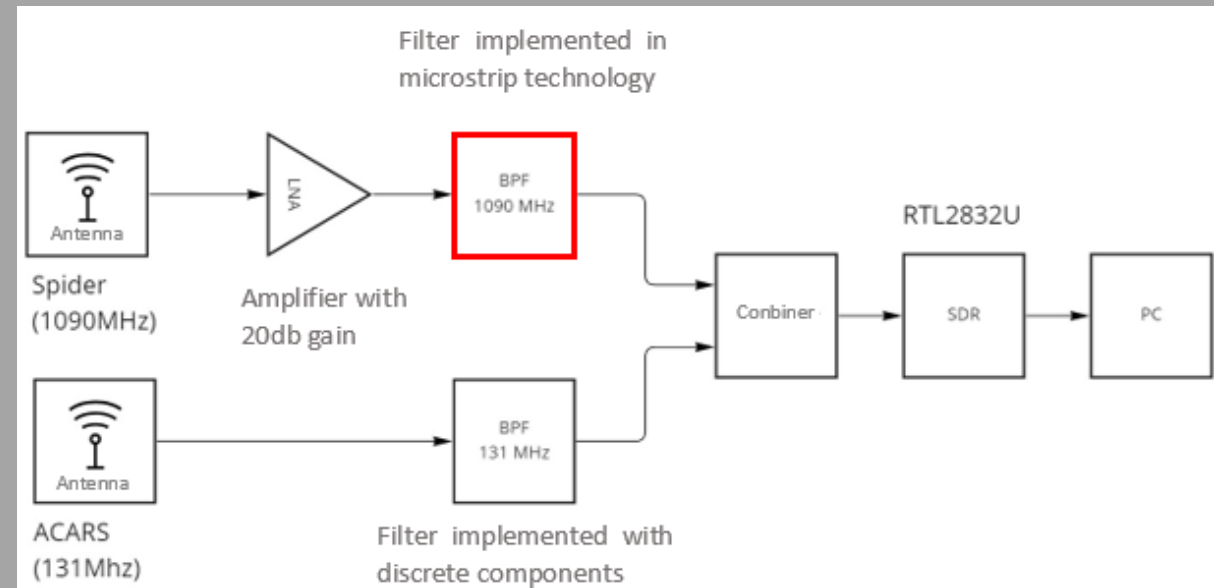 Filter implemented in
microstrip technology
Antenna
LNA
BPF
1090 MHz
Spider
(1090MHz)
Amplifier with
20db gain
RTL2832U
Conbiner
SDR
PC
Antenna
BPF
131 MHz
ACARS
(131Mhz)
Filter implemented with
discrete components